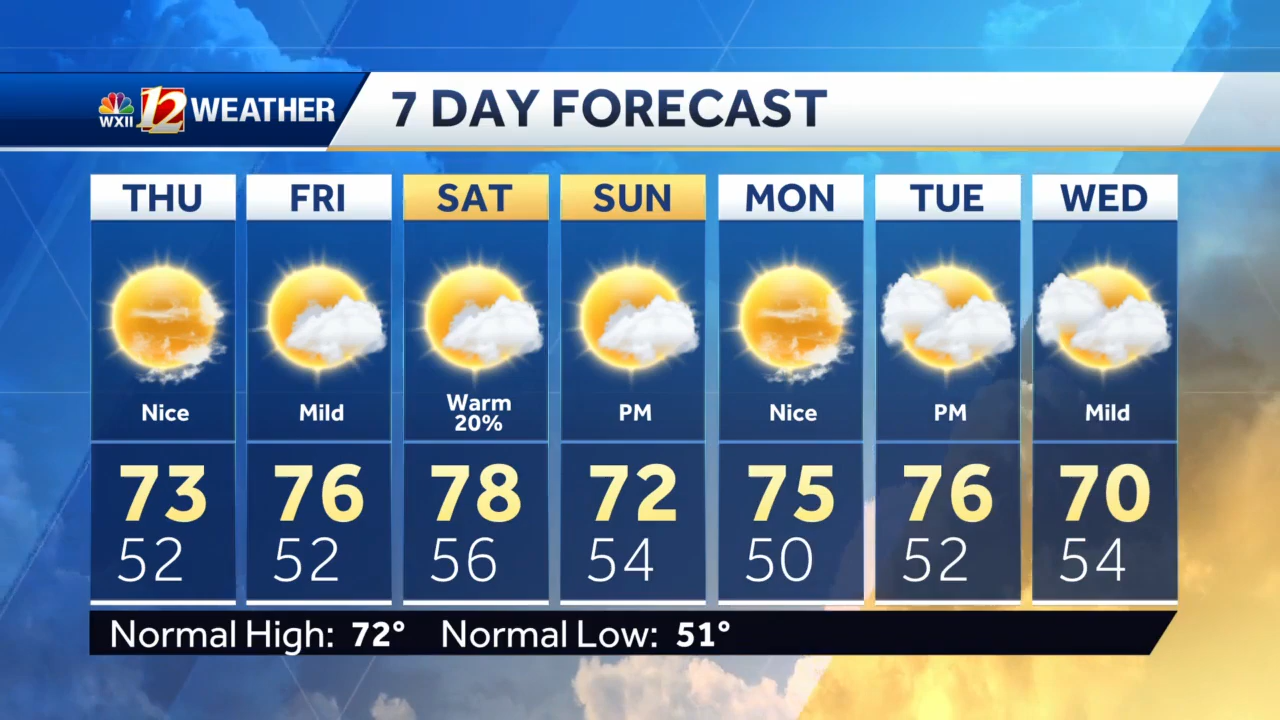 WXII 12 WEATHER 7 DAY FORECAST
THU FRI SAT SUN MON TUE WED
Nice Mild Warm 20% PM Nice PM Mild
73 76 78 72 75 76 70
52 52 56 54 50 52 54
Normal High: 72° Normal Low: 51°